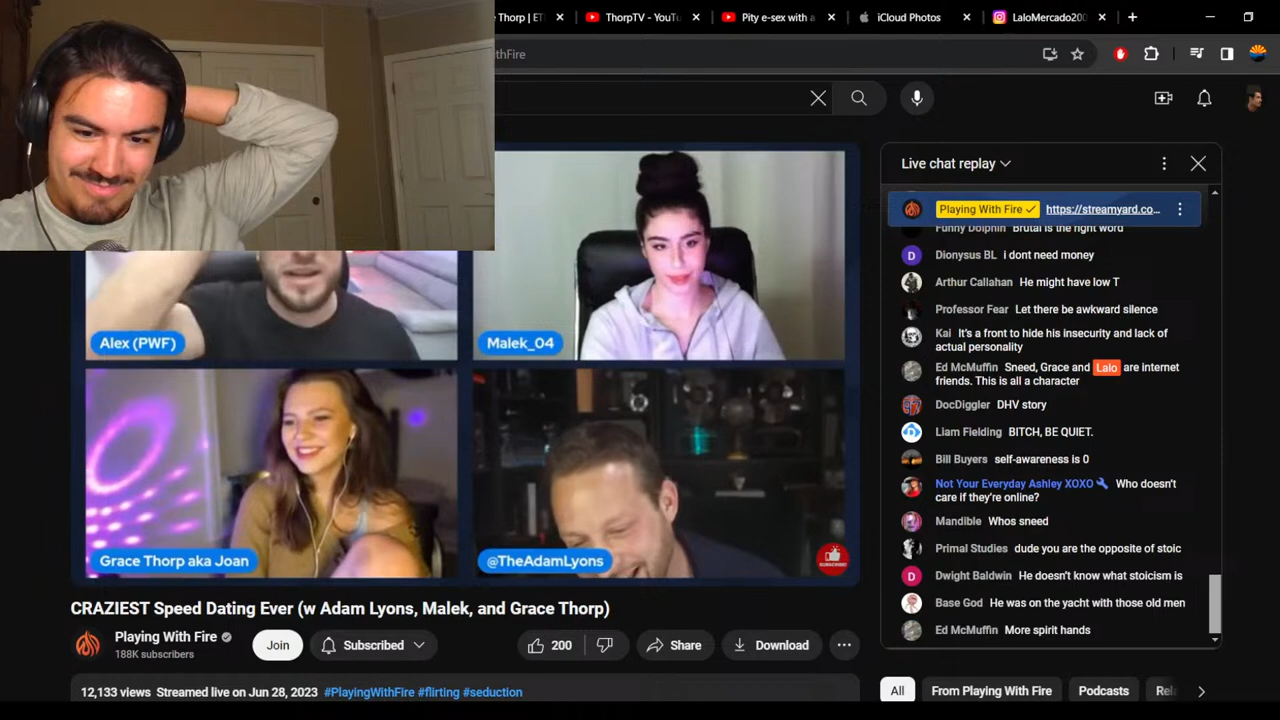 e Thorp | ET
ThorpTV - YouTu
Pity e-sex with a
iCloud Photos
LaloMercado200
thFire
Live chat replay
Playing With Fire https://streamyard.co...
Funny Dolphin Brutal is the right word
Dionysus BL i dont need money
Arthur Callahan He might have low T
Professor Fear Let there be awkward silence
Kai It's a front to hide his insecurity and lack of
actual personality
Ed McMuffin Sneed, Grace and Lalo are internet
friends. This is all a character
DocDiggler DHV story
Liam Fielding BITCH, BE QUIET.
Bill Buyers self-awareness is 0
Not Your Everyday Ashley XOXO Who doesn't
care if they're online?
Mandible Whos sneed
Primal Studies dude you are the opposite of stoic
Dwight Baldwin He doesn't know what stoicism is
Base God He was on the yacht with those old men
Ed McMuffin More spirit hands
Alex (PWF)
Malek_04
Grace Thorp aka Joan
@TheAdamLyons
CRAZIEST Speed Dating Ever (w Adam Lyons, Malek, and Grace Thorp)
Playing With Fire
188K subscribers
Join
Subscribed
200
Share
Download
12,133 views Streamed live on Jun 28, 2023 #PlayingWithFire #flirting #seduction
All
From Playing With Fire
Podcasts
Rel